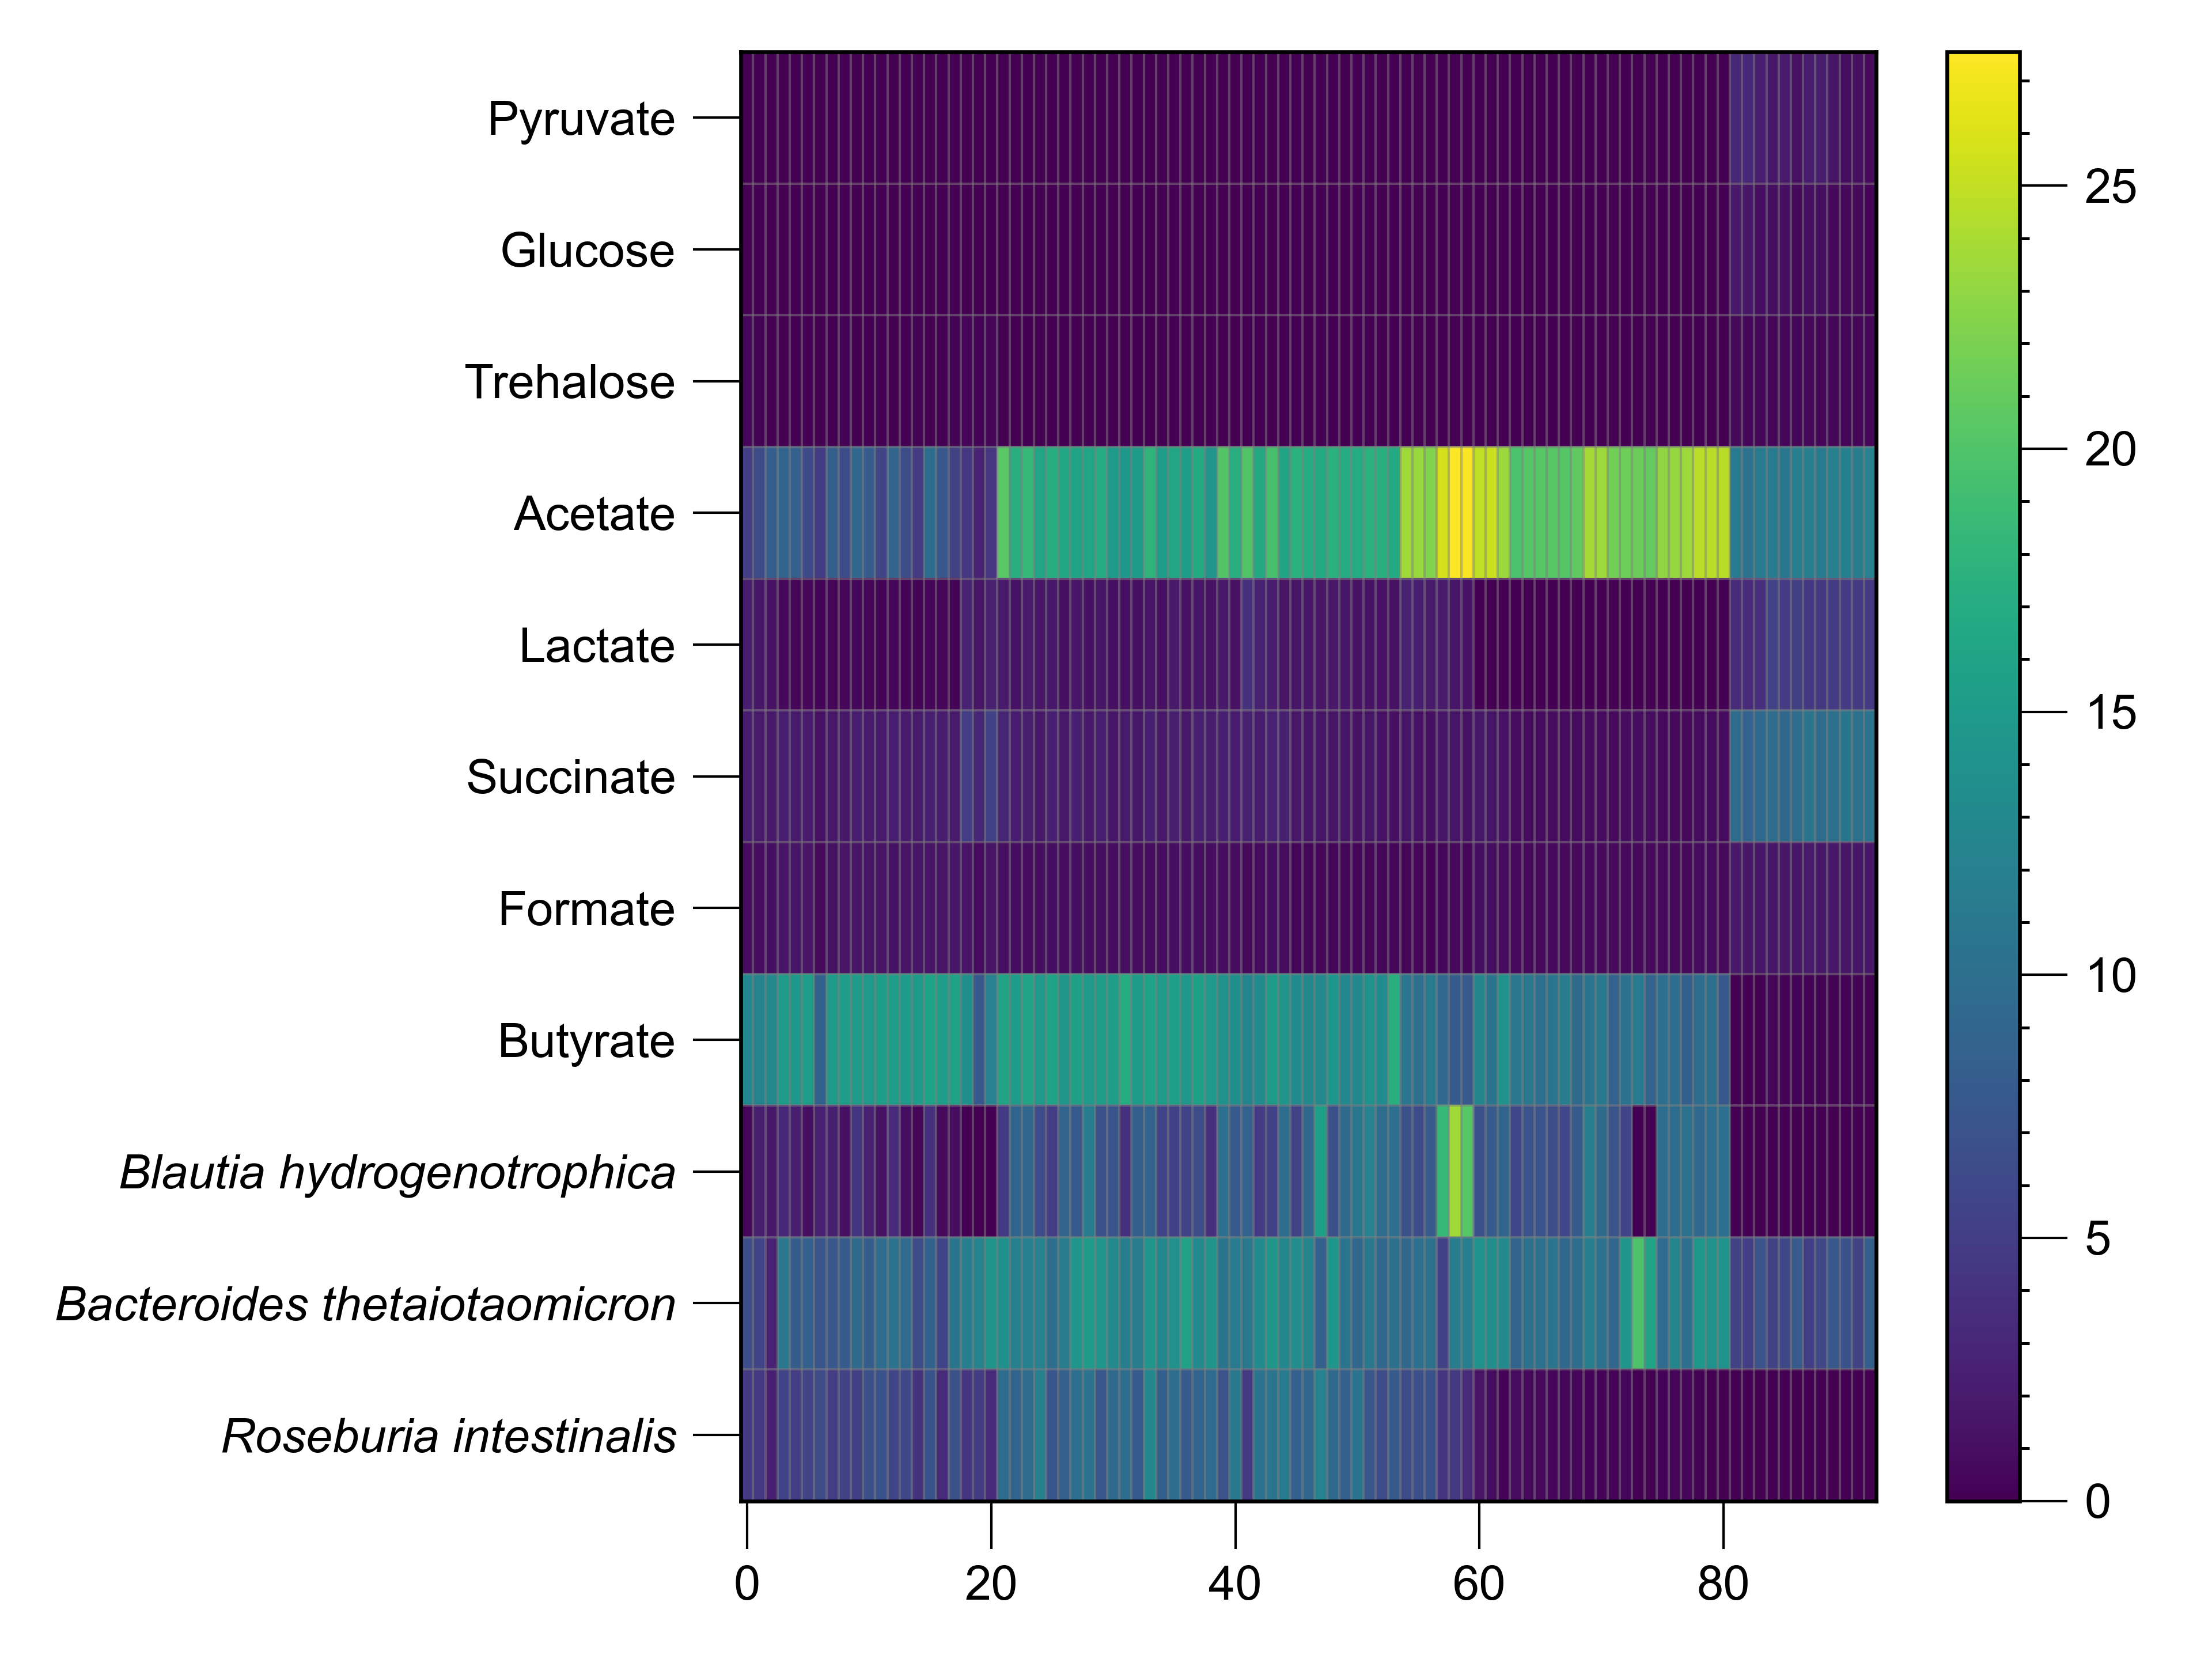 Pyruvate
Glucose
Trehalose
Acetate
Lactate
Succinate
Formate
Butyrate
Blautia hydrogenotrophica
Bacteroides thetaiotaomicron
Roseburia intestinalis
0 20 40 60 80
25
20
15
10
5
0